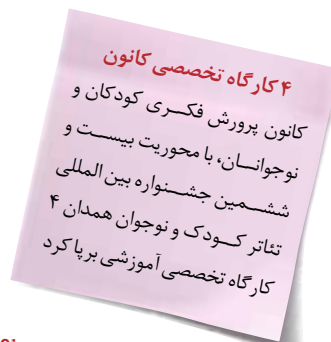 ۴ کارگاه تخصصی کانون
کانون پرورش فکری کودکان و
نوجوانان، با محوریت بیست و
ششمین جشنواره بین المللی
تئاتر کودک و نوجوان همدان ۴
کارگاه تخصصی آموزشی برپا کرد